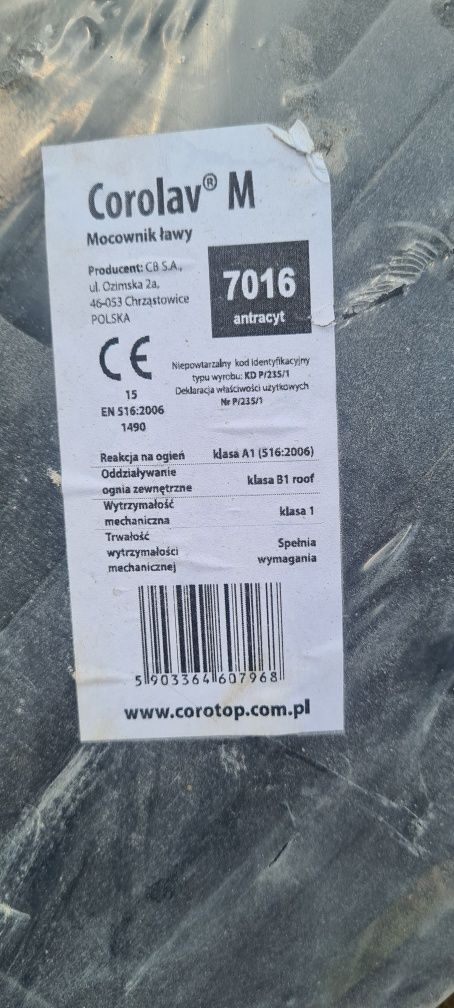 Corolav® M
Mocownik ławy
Producent: CB S.A.,
ul. Ozimska 2a,
46-053 Chrząstowice
POLSKA
7016
antracyt
CE
15
EN 516:2006
1490
Niepowtarzalny kod identyfikacyjny
typu wyrobu: KD P/235/1
Deklaracja właściwości użytkowych
Nr P/235/1
Reakcja na ogień klasa A1 (516:2006)
Oddziaływanie
ognia zewnętrzne klasa B1 roof
Wytrzymałość
mechaniczna klasa 1
Trwałość
wytrzymałości
mechanicznej
Spełnia
wymagania
5 903364 607968
www.corotop.com.pl